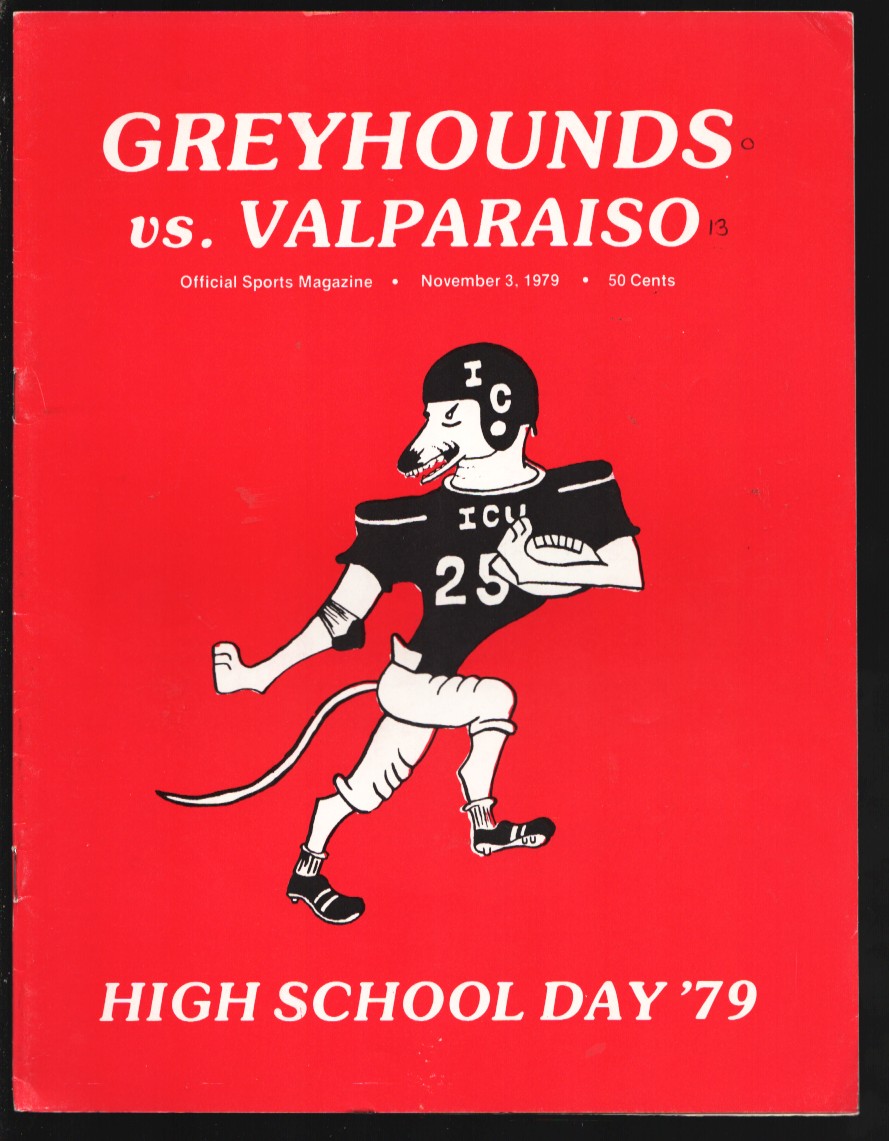 GREYHOUNDS 0
vs. VALPARAISO 13
Official Sports Magazine • November 3, 1979 • 50 Cents
I
C
ICU
25
HIGH SCHOOL DAY '79